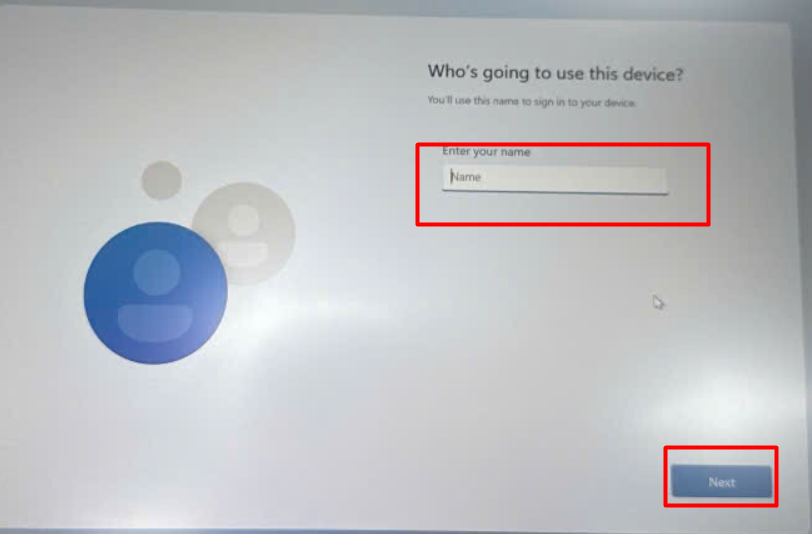 Who's going to use this device?
You'll use this name to sign in to your device.
Enter your name
Name
Next